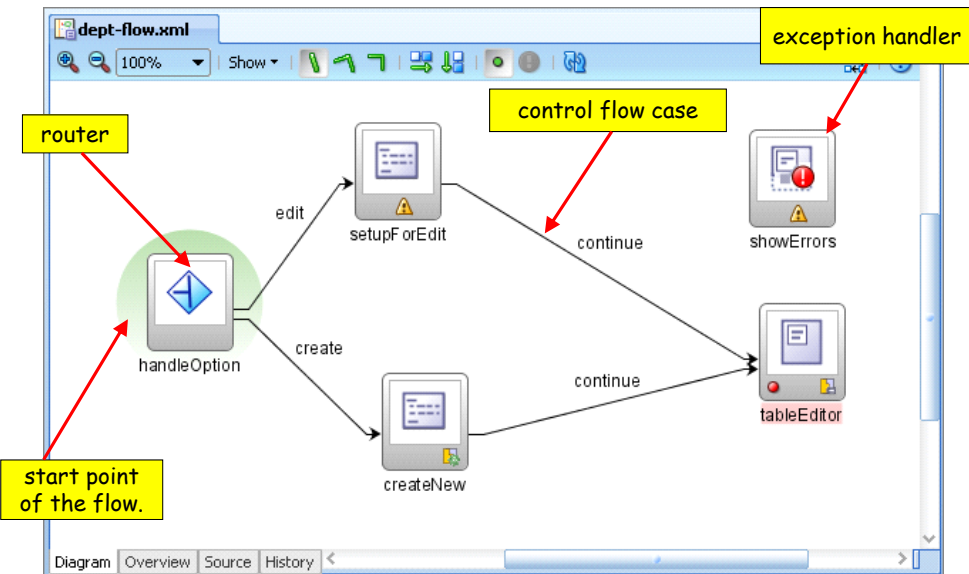 dept-flow.xml
exception handler
100%
Show
control flow case
router
edit
setupForEdit
continue
showErrors
handleOption
create
continue
tableEditor
start point
of the flow.
createNew
Diagram Overview Source History